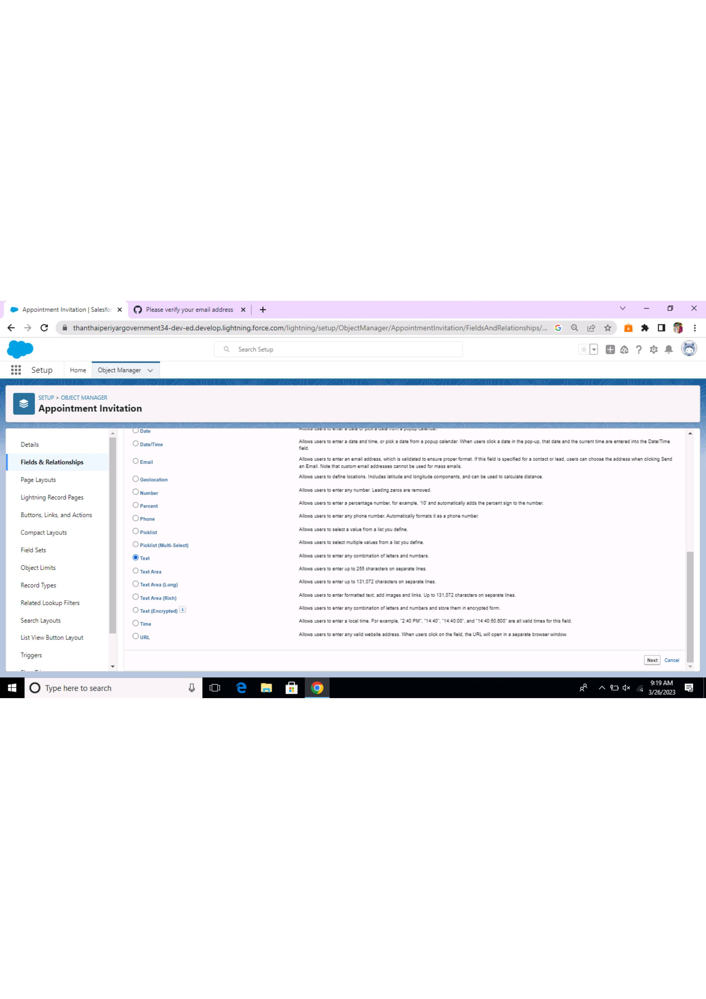 Appointment Invitation | Salesfor
Please verify your email address
thanthaiperiyargovernment34-dev-ed.develop.lightning.force.com/lightning/setup/ObjectManager/AppointmentInvitation/FieldsAndRelationships/...
Search Setup
Setup
Home
Object Manager
SETUP > OBJECT MANAGER
Appointment Invitation
Details
Fields & Relationships
Page Layouts
Lightning Record Pages
Buttons, Links, and Actions
Compact Layouts
Field Sets
Object Limits
Record Types
Related Lookup Filters
Search Layouts
List View Button Layout
Triggers
Date Allows users to enter a date or pick a date from a popup calendar.
Date/Time Allows users to enter a date and time, or pick a date from a popup calendar. When users click a date in the pop-up, that date and the current time are entered into the Date/Time
field.
Email Allows users to enter an email address, which is validated to ensure proper format. If this field is specified for a contact or lead, users can choose the address when clicking Send
an Email. Note that custom email addresses cannot be used for mass emails.
Geolocation Allows users to define locations. Includes latitude and longitude components, and can be used to calculate distance.
Number Allows users to enter any number. Leading zeros are removed.
Percent Allows users to enter a percentage number, for example, '10' and automatically adds the percent sign to the number.
Phone Allows users to enter any phone number. Automatically formats it as a phone number.
Picklist Allows users to select a value from a list you define.
Picklist (Multi-Select) Allows users to select multiple values from a list you define.
Text Allows users to enter any combination of letters and numbers.
Text Area Allows users to enter up to 255 characters on separate lines.
Text Area (Long) Allows users to enter up to 131,072 characters on separate lines.
Text Area (Rich) Allows users to enter formatted text, add images and links. Up to 131,072 characters on separate lines.
Text (Encrypted) i Allows users to enter any combination of letters and numbers and store them in encrypted form.
Time Allows users to enter a local time. For example, "2:40 PM", "14:40", "14:40:00", and "14:40:50.600" are all valid times for this field.
URL Allows users to enter any valid website address. When users click on the field, the URL will open in a separate browser window.
Next Cancel
Type here to search
9:19 AM
3/26/2023